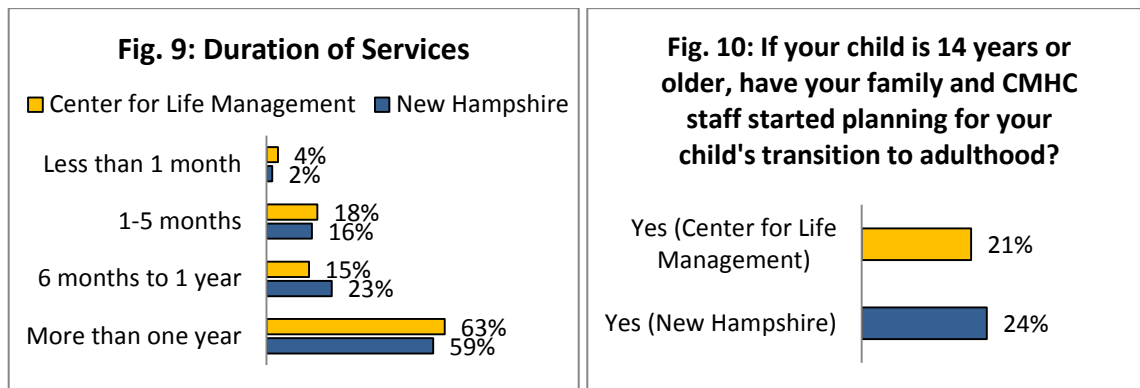 Fig. 9: Duration of Services
Center for Life Management New Hampshire
Less than 1 month
4%
2%
1-5 months
18%
16%
6 months to 1 year
15%
23%
More than one year
63%
59%
Fig. 10: If your child is 14 years or
older, have your family and CMHC
staff started planning for your
child's transition to adulthood?
Yes (Center for Life
Management)
21%
Yes (New Hampshire)
24%